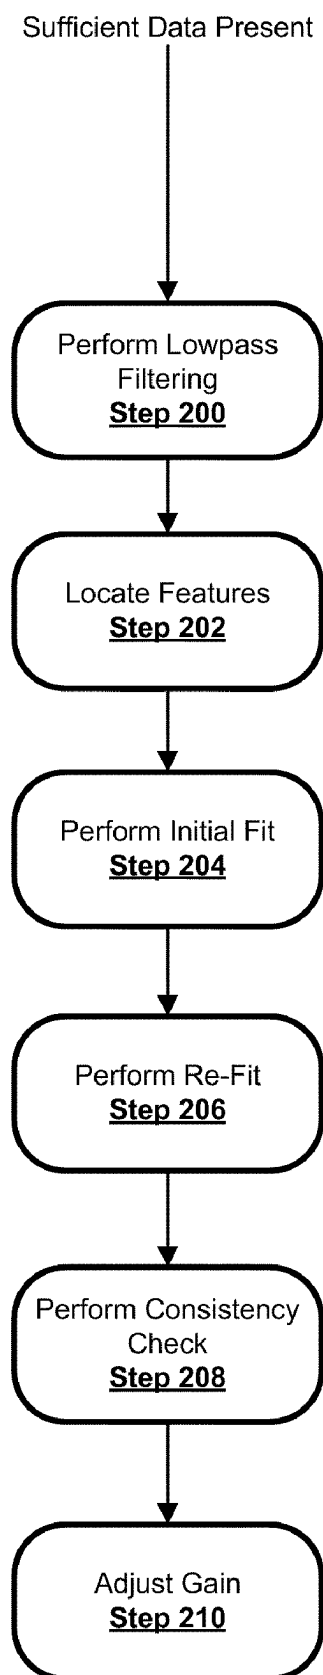 Sufficient Data Present
Perform Lowpass
Filtering
Step 200
Locate Features
Step 202
Perform Initial Fit
Step 204
Perform Re-Fit
Step 206
Perform Consistency
Check
Step 208
Adjust Gain
Step 210